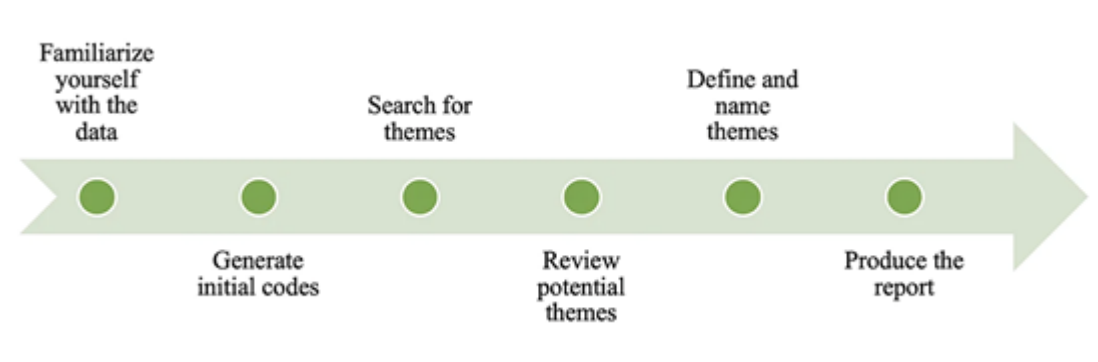 Familiarize
yourself
with the
data
Generate
initial codes
Search for
themes
Review
potential
themes
Define and
name
themes
Produce the
report